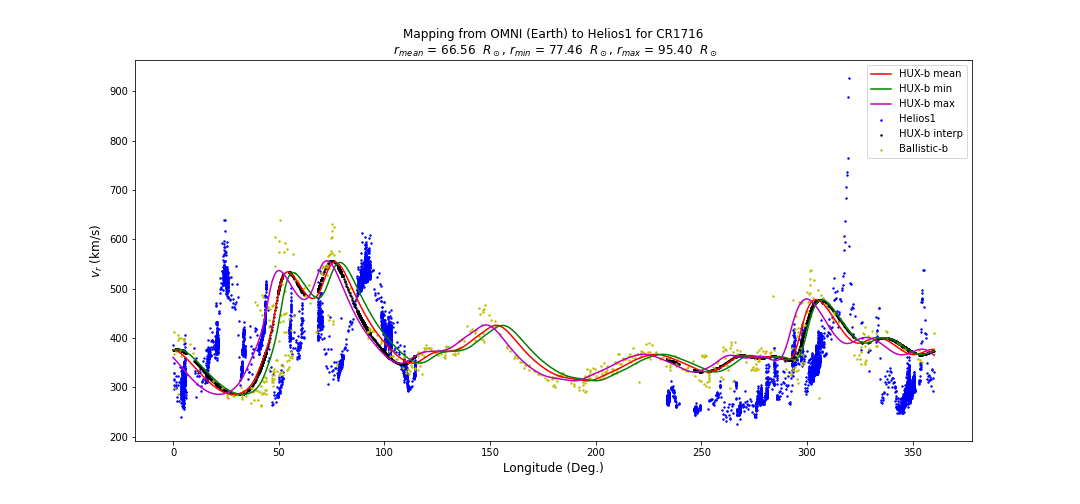 Mapping from OMNI (Earth) to Helios1 for CR1716
r_mean = 66.56 R_⊙, r_min = 77.46 R_⊙, r_max = 95.40 R_⊙
HUX-b mean
HUX-b min
HUX-b max
Helios1
HUX-b interp
Ballistic-b
900
800
700
600
500
400
300
200
v_r (km/s)
0 50 100 150 200 250 300 350
Longitude (Deg.)